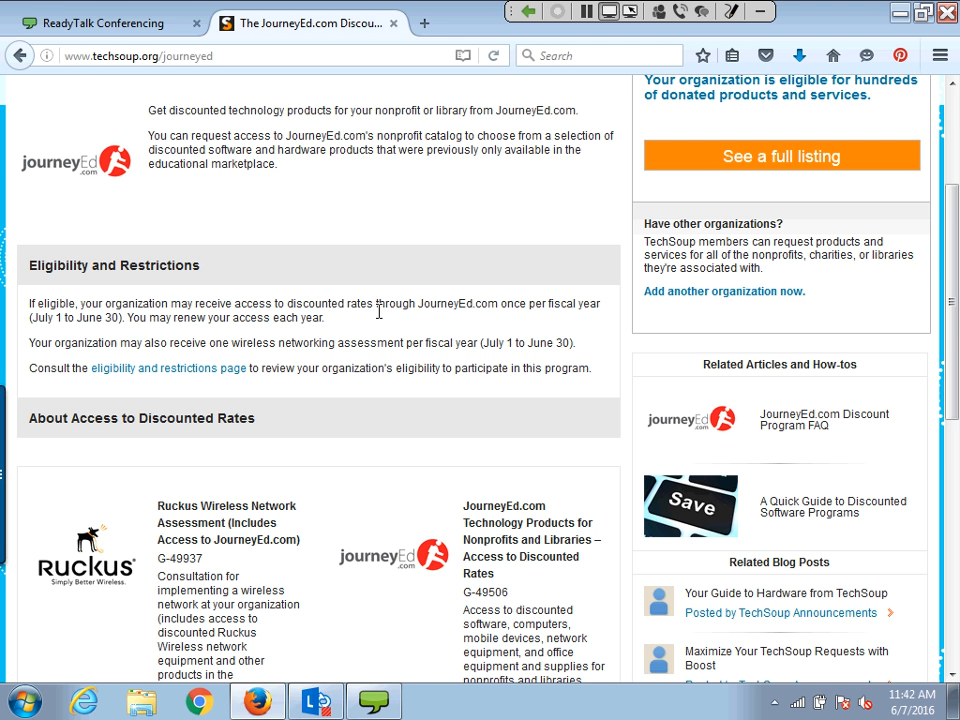 ReadyTalk Conferencing
The JourneyEd.com Discou...
www.techsoup.org/journeyed
Search
Get discounted technology products for your nonprofit or library from JourneyEd.com.
You can request access to JourneyEd.com's nonprofit catalog to choose from a selection of
discounted software and hardware products that were previously only available in the
educational marketplace.
journeyEd
.com
Your organization is eligible for hundreds
of donated products and services.
See a full listing
Have other organizations?
TechSoup members can request products and
services for all of the nonprofits, charities, or libraries
they're associated with.
Add another organization now.
Eligibility and Restrictions
If eligible, your organization may receive access to discounted rates through JourneyEd.com once per fiscal year
(July 1 to June 30). You may renew your access each year.
Your organization may also receive one wireless networking assessment per fiscal year (July 1 to June 30).
Consult the eligibility and restrictions page to review your organization's eligibility to participate in this program.
About Access to Discounted Rates
Ruckus Wireless Network
Assessment (Includes
Access to JourneyEd.com)
G-49937
Consultation for
implementing a wireless
network at your organization
(includes access to
discounted Ruckus
Wireless network
equipment and other
products in the
RUCKUS
Simply Better Wireless.
JourneyEd.com
Technology Products for
Nonprofits and Libraries –
Access to Discounted
Rates
G-49506
Access to discounted
software, computers,
mobile devices, network
equipment, and office
equipment and supplies for
nonprofits and libraries
journeyEd
.com
Related Articles and How-tos
journeyEd
.com
JourneyEd.com Discount
Program FAQ
Save
A Quick Guide to Discounted
Software Programs
Related Blog Posts
Your Guide to Hardware from TechSoup
Posted by TechSoup Announcements
Maximize Your TechSoup Requests with
Boost
11:42 AM
6/7/2016